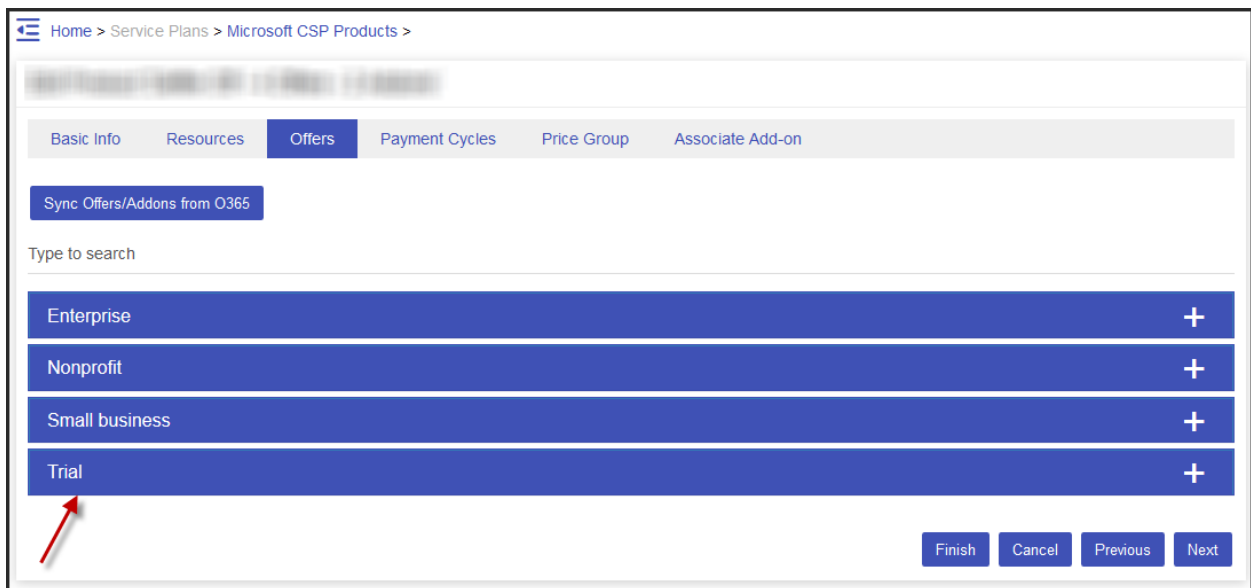 Home > Service Plans > Microsoft CSP Products >
Basic Info Resources Offers Payment Cycles Price Group Associate Add-on
Sync Offers/Addons from O365
Type to search
Enterprise
Nonprofit
Small business
Trial
Finish Cancel Previous Next